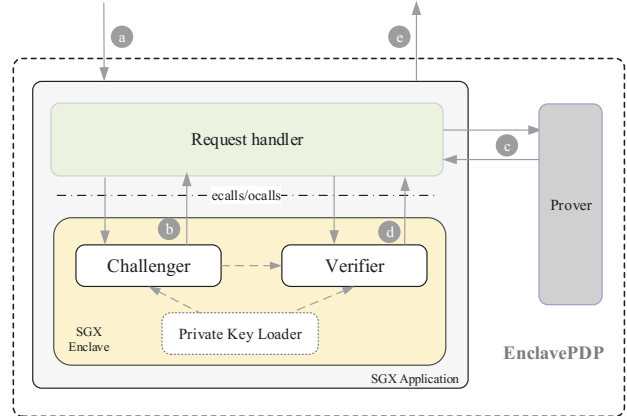 a
e
Request handler
c
Prover
ecalls/ocalls
b
d
Challenger
Verifier
Private Key Loader
SGX
Enclave
EnclavePDP
SGX Application